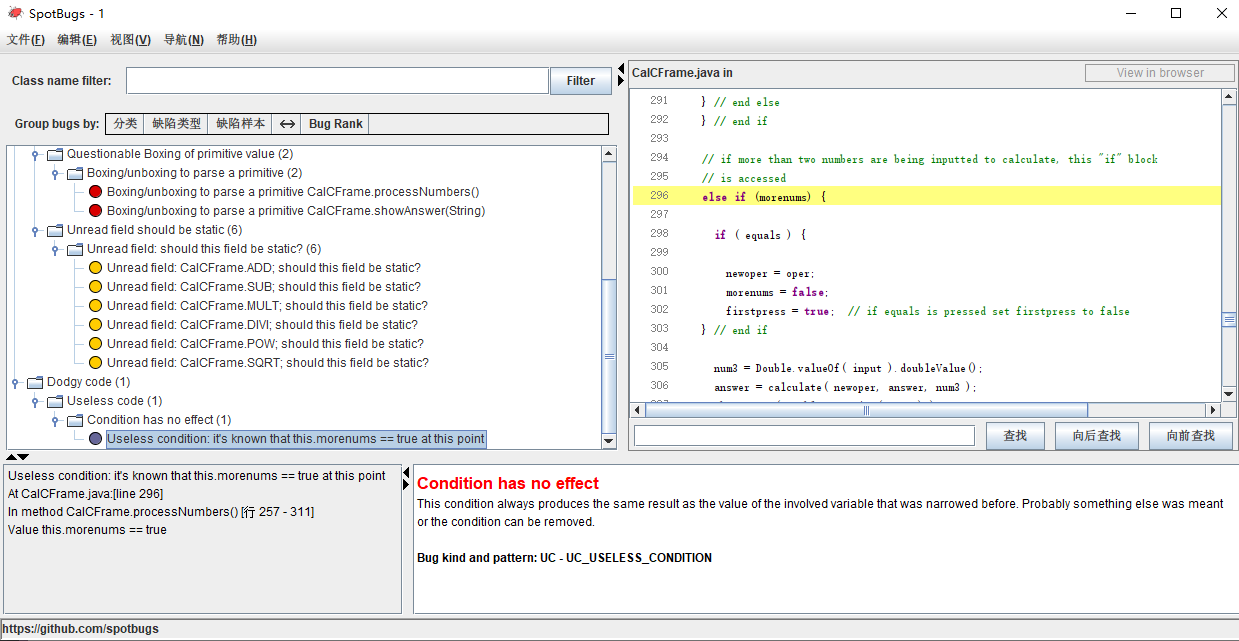 SpotBugs - 1
文件(F) 编辑(E) 视图(V) 导航(N) 帮助(H)
Class name filter:
Filter
Group bugs by: 分类 缺陷类型 缺陷样本 Bug Rank
Questionable Boxing of primitive value (2)
Boxing/unboxing to parse a primitive (2)
Boxing/unboxing to parse a primitive CalCFrame.processNumbers()
Boxing/unboxing to parse a primitive CalCFrame.showAnswer(String)
Unread field should be static (6)
Unread field: should this field be static? (6)
Unread field: CalCFrame.ADD; should this field be static?
Unread field: CalCFrame.SUB; should this field be static?
Unread field: CalCFrame.MULT; should this field be static?
Unread field: CalCFrame.DIVI; should this field be static?
Unread field: CalCFrame.POW; should this field be static?
Unread field: CalCFrame.SQRT; should this field be static?
Dodgy code (1)
Useless code (1)
Condition has no effect (1)
Useless condition: it's known that this.morenums == true at this point
CalCFrame.java in
View in browser
291 } // end else
292 } // end if
293
294 // if more than two numbers are being inputted to calculate, this "if" block
295 // is accessed
296 else if (morenums) {
297
298 if ( equals ) {
299
300 newoper = oper;
301 morenums = false;
302 firstpress = true; // if equals is pressed set firstpress to false
303 } // end if
304
305 num3 = Double.valueOf( input ).doubleValue();
306 answer = calculate( newoper, answer, num3 );
查找 向后查找 向前查找
Useless condition: it's known that this.morenums == true at this point
At CalCFrame.java:[line 296]
In method CalCFrame.processNumbers() [行 257 - 311]
Value this.morenums == true
Condition has no effect
This condition always produces the same result as the value of the involved variable that was narrowed before. Probably something else was meant
or the condition can be removed.
Bug kind and pattern: UC - UC_USELESS_CONDITION
https://github.com/spotbugs